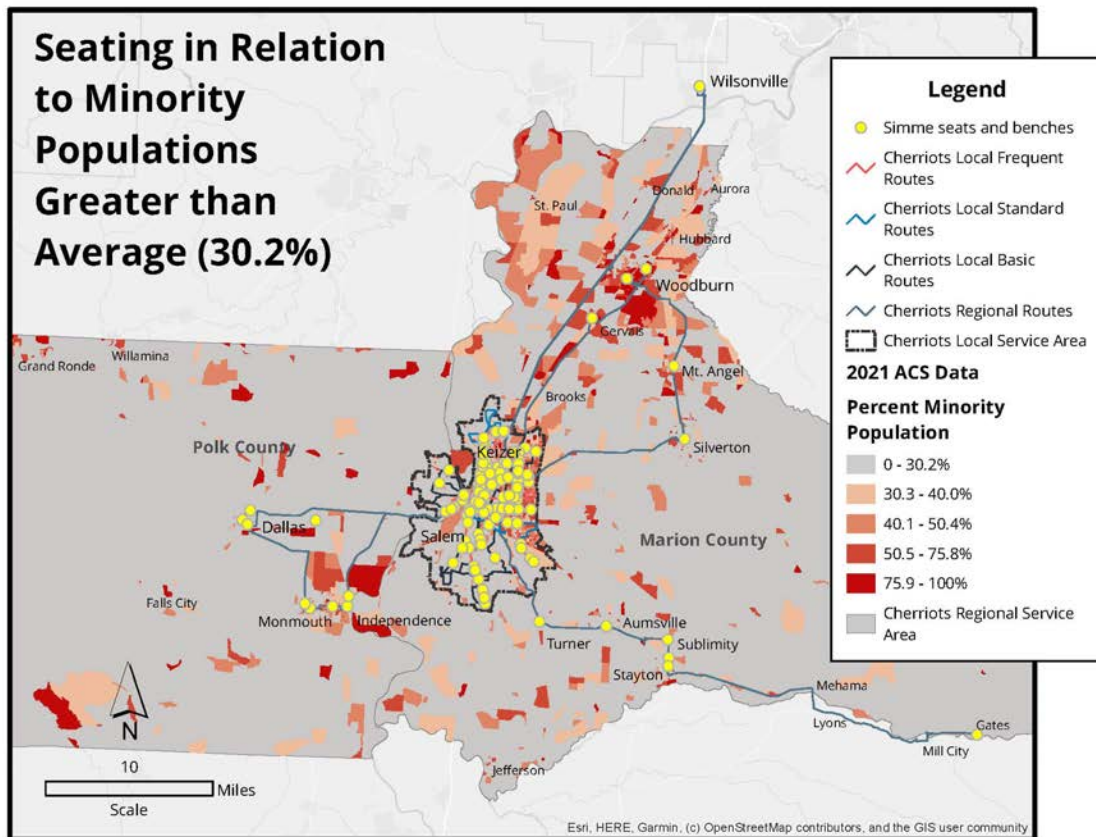 Seating in Relation
to Minority
Populations
Greater than
Average (30.2%)
Wilsonville
Donald
Aurora
St. Paul
Hubbard
Woodburn
Gervais
Mt. Angel
Brooks
Silverton
Grand Ronde
Willamina
Polk County
Keizer
Dallas
Salem
Marion County
Falls City
Monmouth
Independence
Turner
Aumsville
Sublimity
Stayton
Mehama
Lyons
Mill City
Gates
Jefferson
N
10
Miles
Scale
Legend
Simme seats and benches
Cherriots Local Frequent
Routes
Cherriots Local Standard
Routes
Cherriots Local Basic
Routes
Cherriots Regional Routes
Cherriots Local Service Area
2021 ACS Data
Percent Minority
Population
0 - 30.2%
30.3 - 40.0%
40.1 - 50.4%
50.5 - 75.8%
75.9 - 100%
Cherriots Regional Service
Area
Esri, HERE, Garmin, (c) OpenStreetMap contributors, and the GIS user community